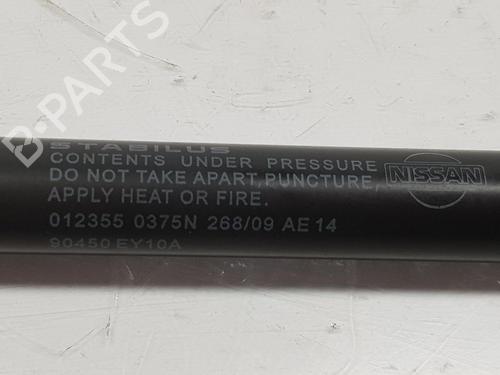 B-PARTS
STABILUS
CONTENTS UNDER PRESSURE
DO NOT TAKE APART, PUNCTURE,
APPLY HEAT OR FIRE.
NISSAN
012355 0375N 268/09 AE 14
90450 EY10A